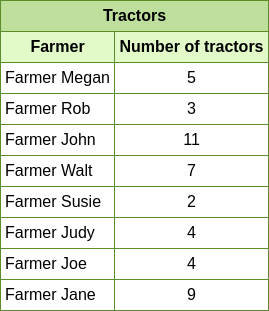 Tractors
Farmer Number of tractors
Farmer Megan 5
Farmer Rob 3
Farmer John 11
Farmer Walt 7
Farmer Susie 2
Farmer Judy 4
Farmer Joe 4
Farmer Jane 9